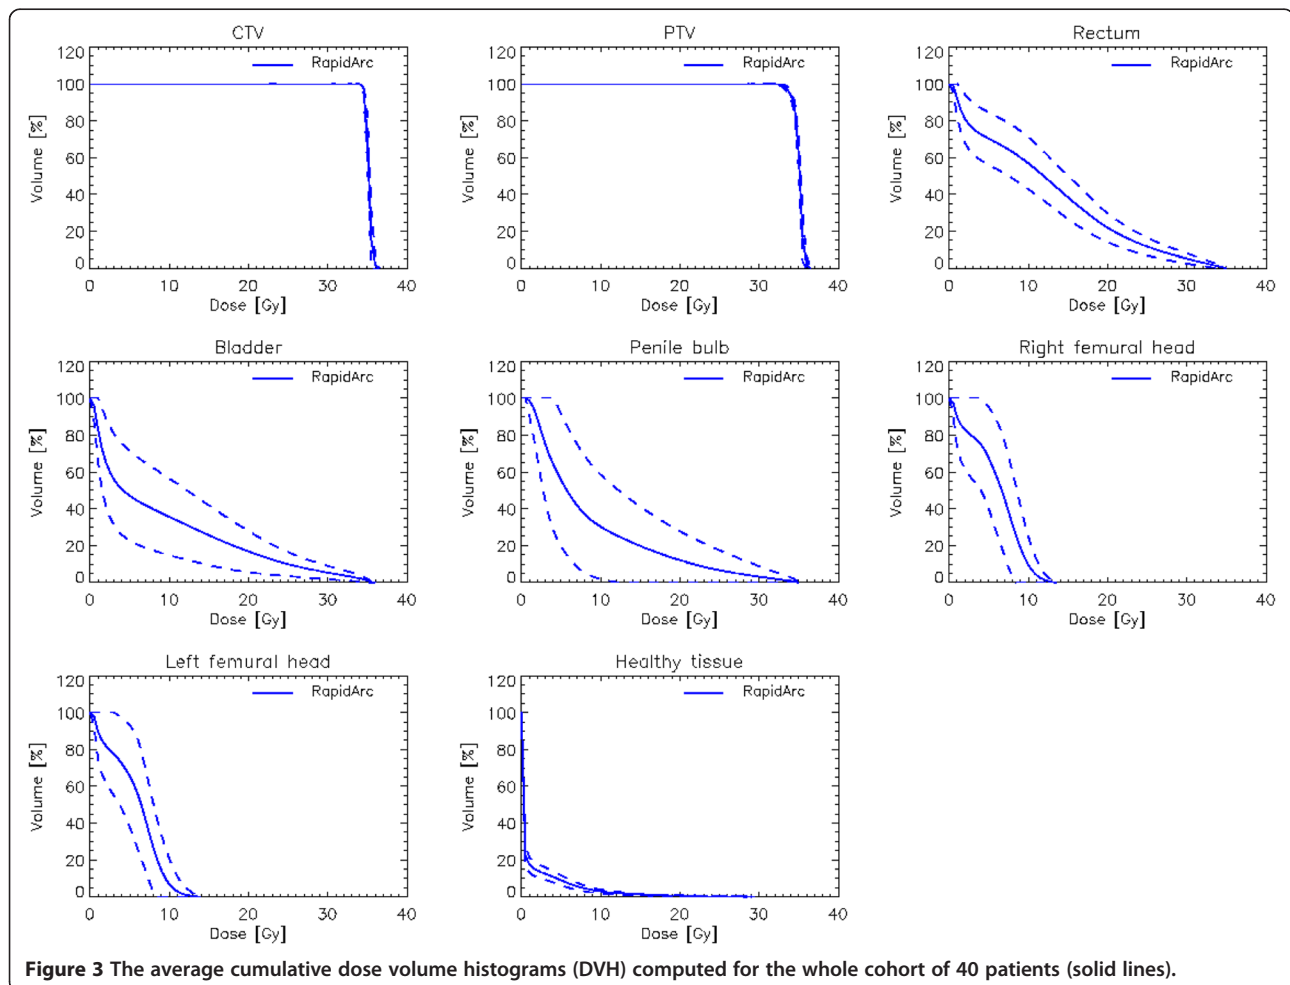 CTV
120
100
80
60
40
20
0
Volume [%]
RapidArc
0 10 20 30 40
Dose [Gy]
PTV
120
100
80
60
40
20
0
Volume [%]
RapidArc
0 10 20 30 40
Dose [Gy]
Rectum
120
100
80
60
40
20
0
Volume [%]
RapidArc
0 10 20 30 40
Dose [Gy]
Bladder
120
100
80
60
40
20
0
Volume [%]
RapidArc
0 10 20 30 40
Dose [Gy]
Penile bulb
120
100
80
60
40
20
0
Volume [%]
RapidArc
0 10 20 30 40
Dose [Gy]
Right femural head
120
100
80
60
40
20
0
Volume [%]
RapidArc
0 10 20 30 40
Dose [Gy]
Left femural head
120
100
80
60
40
20
0
Volume [%]
RapidArc
0 10 20 30 40
Dose [Gy]
Healthy tissue
120
100
80
60
40
20
0
Volume [%]
RapidArc
0 10 20 30 40
Dose [Gy]
Figure 3 The average cumulative dose volume histograms (DVH) computed for the whole cohort of 40 patients (solid lines).